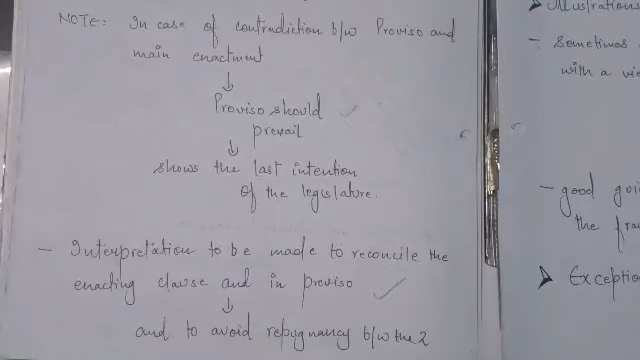 NOTE: In case of contradiction b/w Proviso and
main enactment
↓
Proviso should
prevail
↓
shows the last intention
of the legislature.
- Interpretation to be made to reconcile the
enacting clause and in proviso
↓
and to avoid repugnancy b/w the 2
➤ Illustrations
- Sometimes
with a
- good
the
➤ Exception